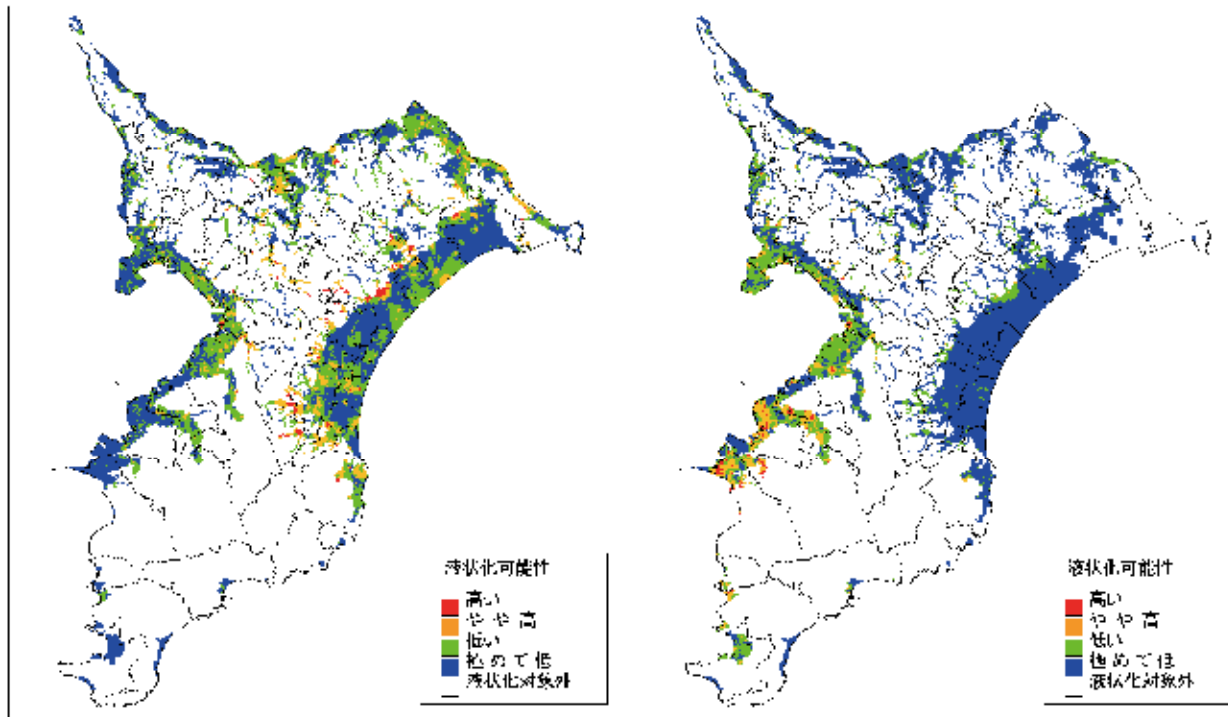 液状化可能性
高い
やや高
低い
極めて低
液状化対象外
液状化可能性
高い
やや高
低い
極めて低
液状化対象外